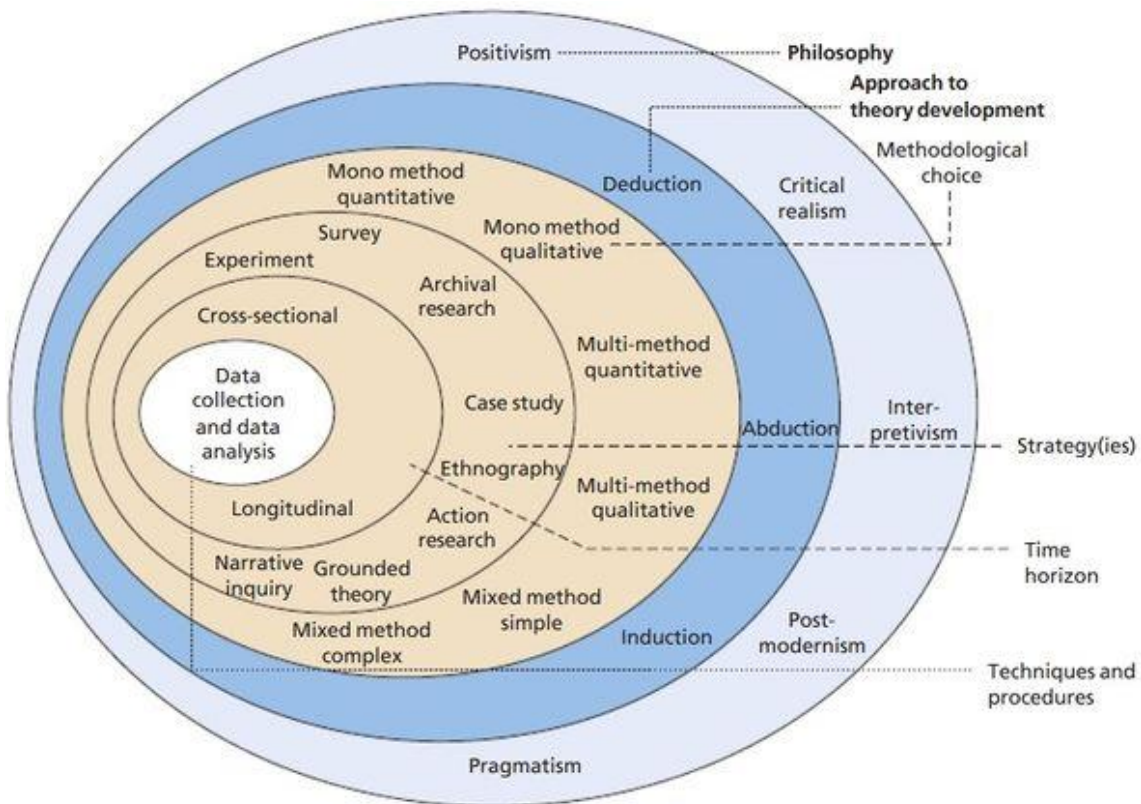 Positivism
Philosophy
Approach to
theory development
Methodological
choice
Mono method
quantitative
Deduction
Critical
realism
Survey
Mono method
qualitative
Experiment
Archival
research
Cross-sectional
Multi-method
quantitative
Data
collection
and data
analysis
Case study
Abduction
Inter-
pretivism
Strategy(ies)
Ethnography
Multi-method
qualitative
Longitudinal
Action
research
Time
horizon
Narrative
inquiry
Grounded
theory
Mixed method
simple
Mixed method
complex
Induction
Post-
modernism
Techniques and
procedures
Pragmatism